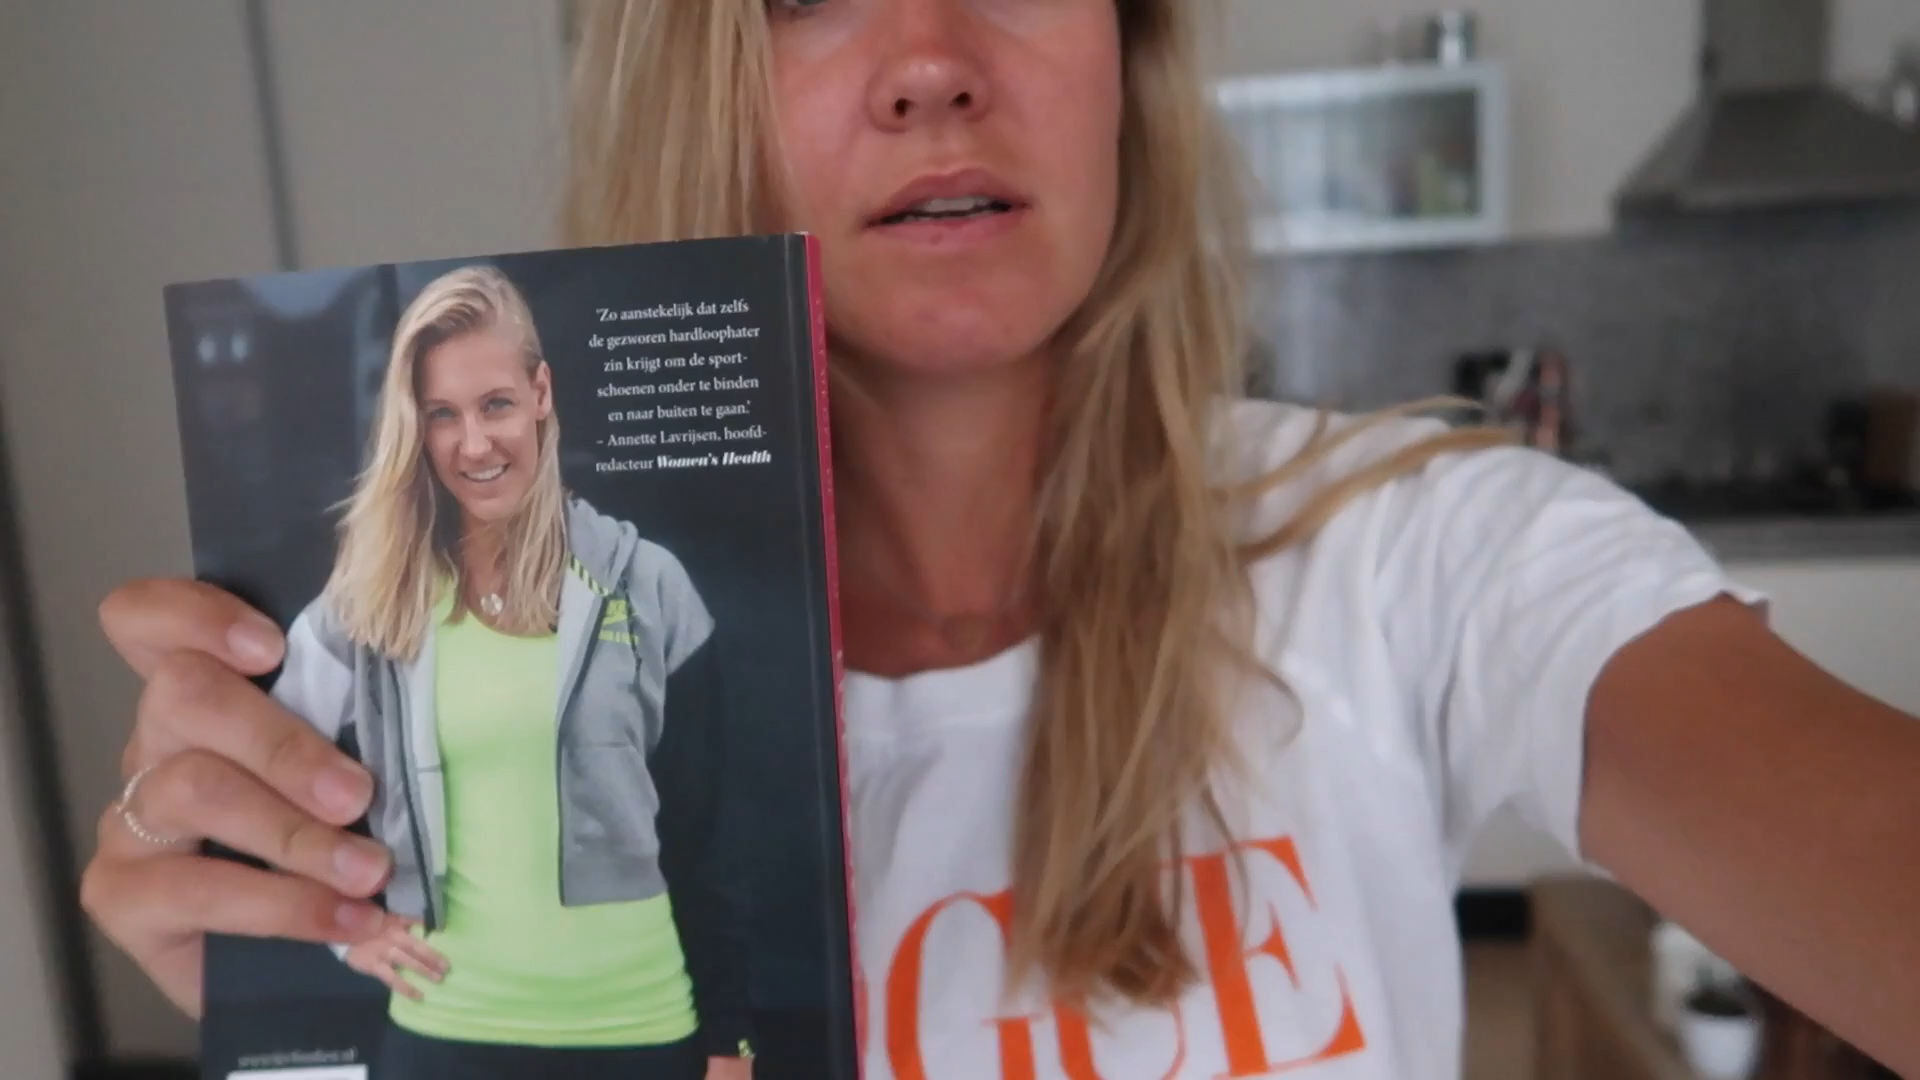 'Zo aanstekelijk dat zelfs
de gezworen hardloophater
zin krijgt om de sport-
schoenen onder te binden
en naar buiten te gaan.'
– Annette Lavrijsen, hoofd-
redacteur Women's Health
GUE